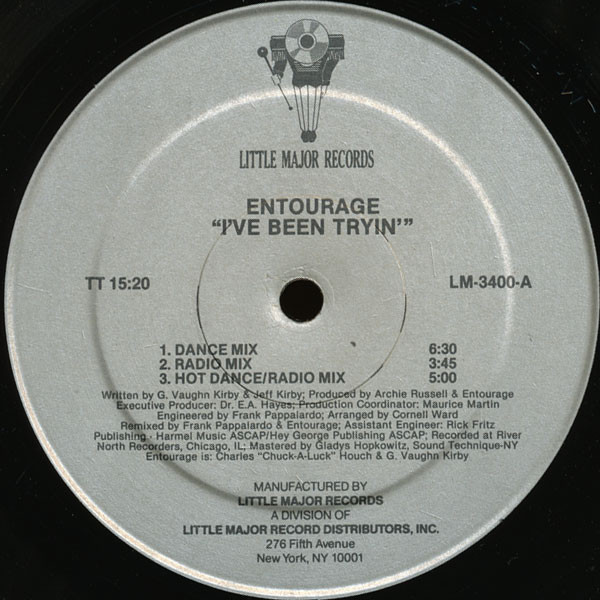 LITTLE MAJOR RECORDS
ENTOURAGE
“I’VE BEEN TRYIN’”
TT 15:20 LM-3400-A
1. DANCE MIX 6:30
2. RADIO MIX 3:45
3. HOT DANCE/RADIO MIX 5:00
Written by G. Vaughn Kirby & Jeff Kirby; Produced by Archie Russell & Entourage
Executive Producer: Dr. E.A. Hayes; Production Coordinator: Maurice Martin
Engineered by Frank Pappalardo; Arranged by Cornell Ward
Remixed by Frank Pappalardo & Entourage; Assistant Engineer: Rick Fritz
Publishing - Harmel Music ASCAP/Hey George Publishing ASCAP; Recorded at River
North Recorders, Chicago, IL; Mastered by Gladys Hopkowitz, Sound Technique-NY
Entourage is: Charles “Chuck-A-Luck” Houch & G. Vaughn Kirby
MANUFACTURED BY
LITTLE MAJOR RECORDS
A DIVISION OF
LITTLE MAJOR RECORD DISTRIBUTORS, INC.
276 Fifth Avenue
New York, NY 10001